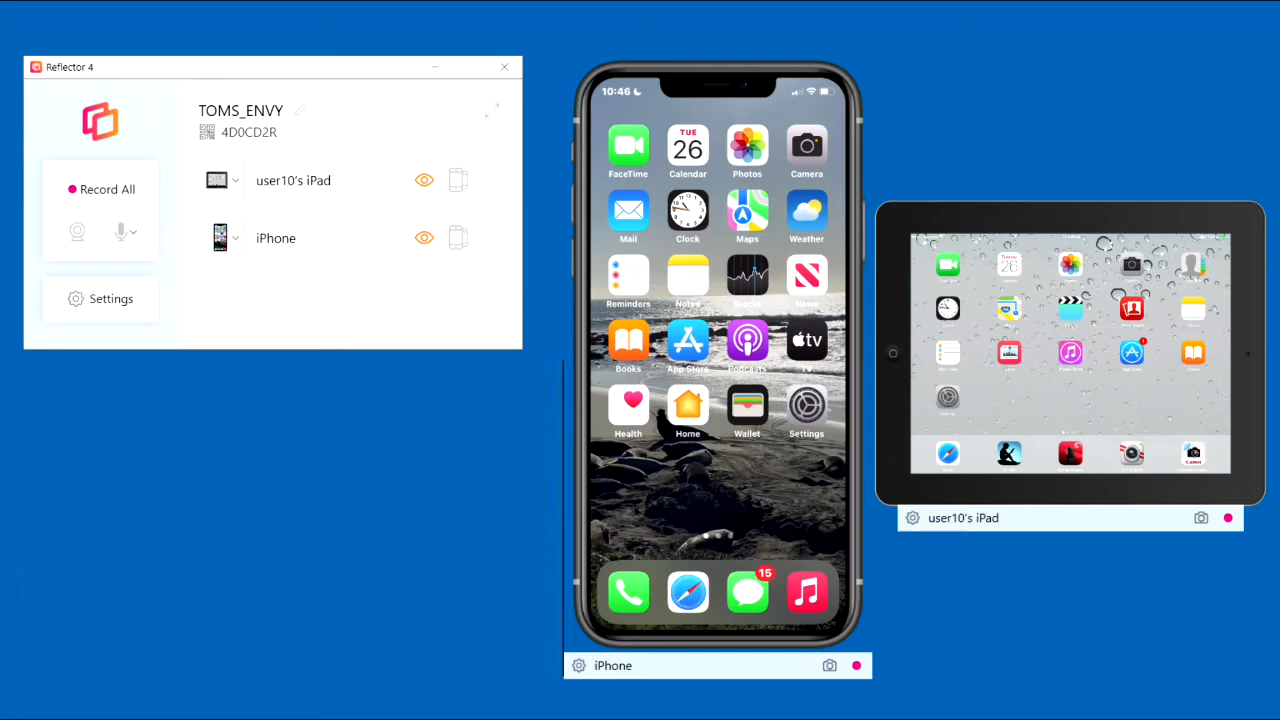 Reflector 4
TOMS_ENVY
4D0CD2R
Record All
user10's iPad
iPhone
Settings
10:46
FaceTime
TUE
26
Calendar
Photos
Camera
Mail
Clock
Maps
Weather
Reminders
Notes
Stocks
News
Books
App Store
Podcasts
tv
TV
Health
Home
Wallet
Settings
15
iPhone
26
user10's iPad